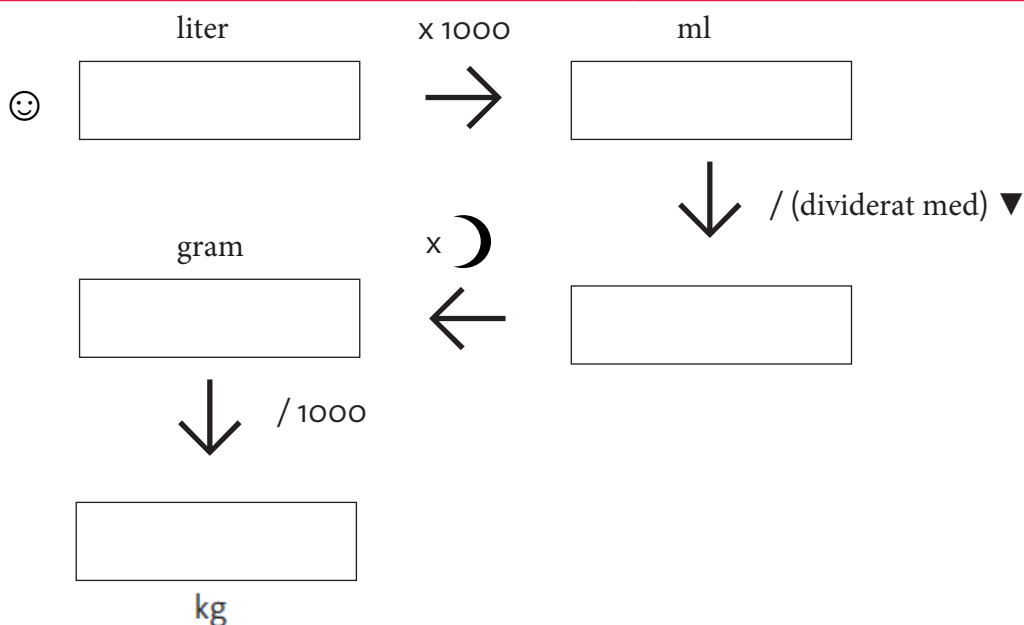 liter x 1000 ml
/ (dividerat med) ▼
gram x
/ 1000
kg